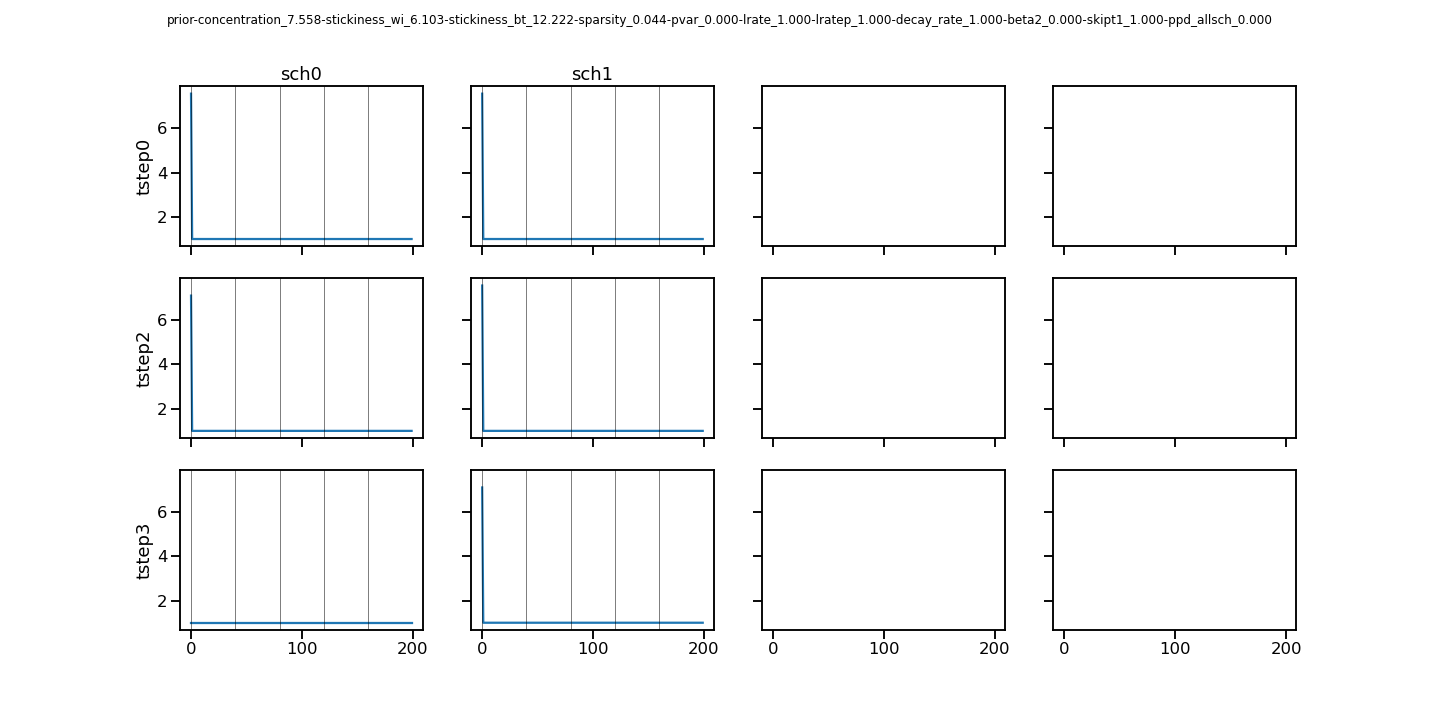 prior-concentration_7.558-stickiness_wi_6.103-stickiness_bt_12.222-sparsity_0.044-pvar_0.000-lrate_1.000-lratep_1.000-decay_rate_1.000-beta2_0.000-skipt1_1.000-ppd_allsch_0.000
sch0 sch1
tstep0
6
4
2
tstep2
6
4
2
tstep3
6
4
2
0 100 200 0 100 200 0 100 200 0 100 200